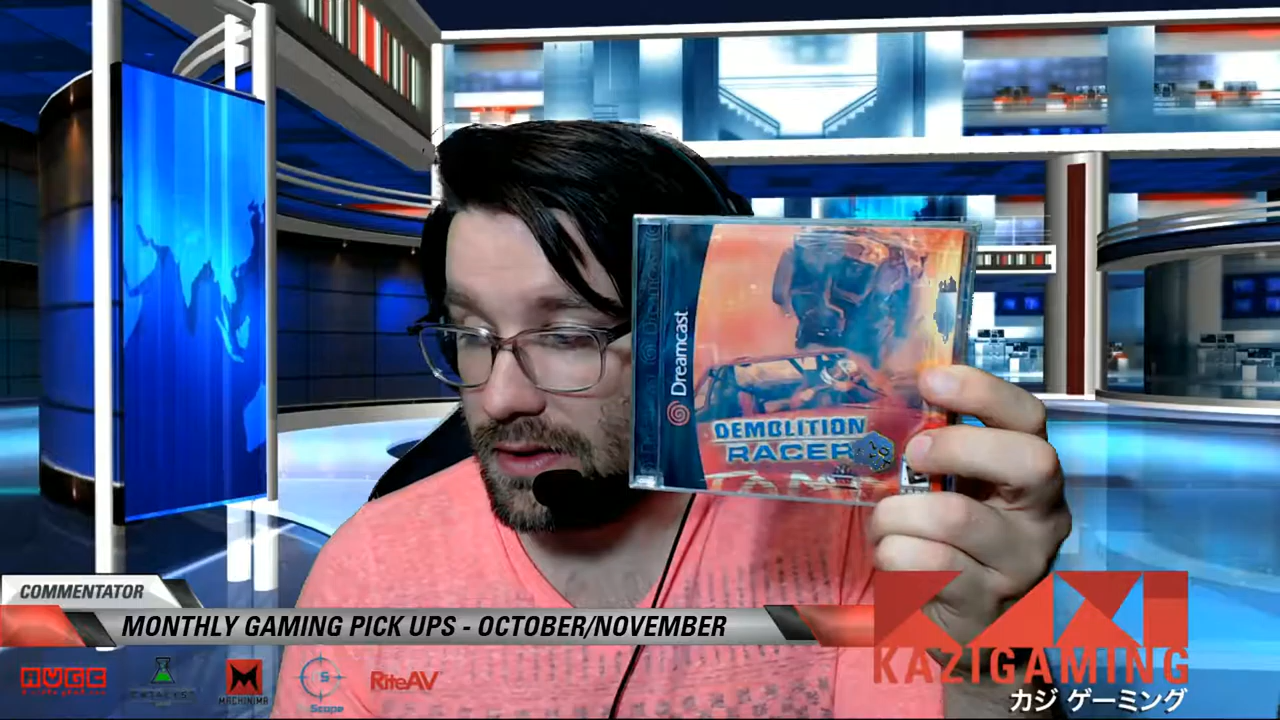 Dreamcast
DEMOLITION
RACER
COMMENTATOR
MONTHLY GAMING PICK UPS - OCTOBER/NOVEMBER
KAZI
KAZIGAMING
カジ ゲーミング
MACHINIMA
Scope
RiteAV